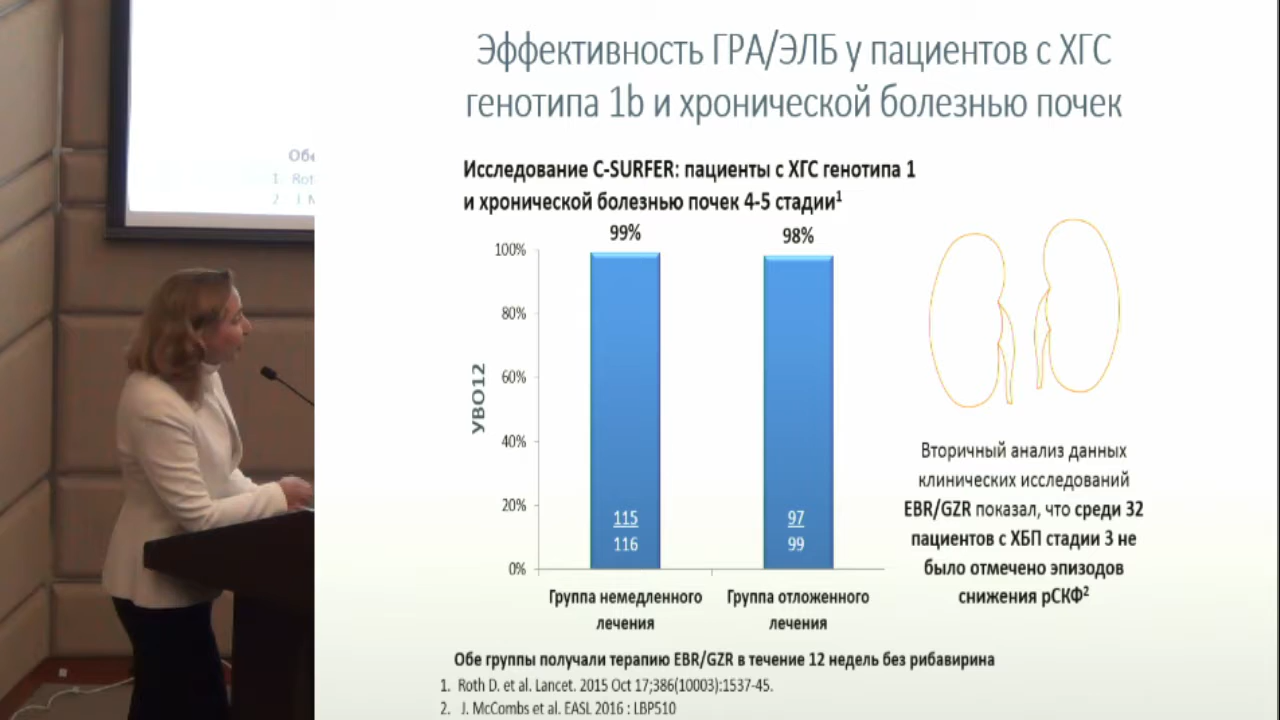 Эффективность ГРА/ЭЛБ у пациентов с ХГС
генотипа 1b и хронической болезнью почек
Исследование C-SURFER: пациенты с ХГС генотипа 1
и хронической болезнью почек 4-5 стадии1
99%
98%
100%
80%
60%
40%
20%
0%
УВО12
115
116
97
99
Группа немедленного
лечения
Группа отложенного
лечения
Вторичный анализ данных
клинических исследований
EBR/GZR показал, что среди 32
пациентов с ХБП стадии 3 не
было отмечено эпизодов
снижения рСКФ2
Обе группы получали терапию EBR/GZR в течение 12 недель без рибавирина
1. Roth D. et al. Lancet. 2015 Oct 17;386(10003):1537-45.
2. J. McCombs et al. EASL 2016 : LBP510
Обе
1. Rot
2. J. M